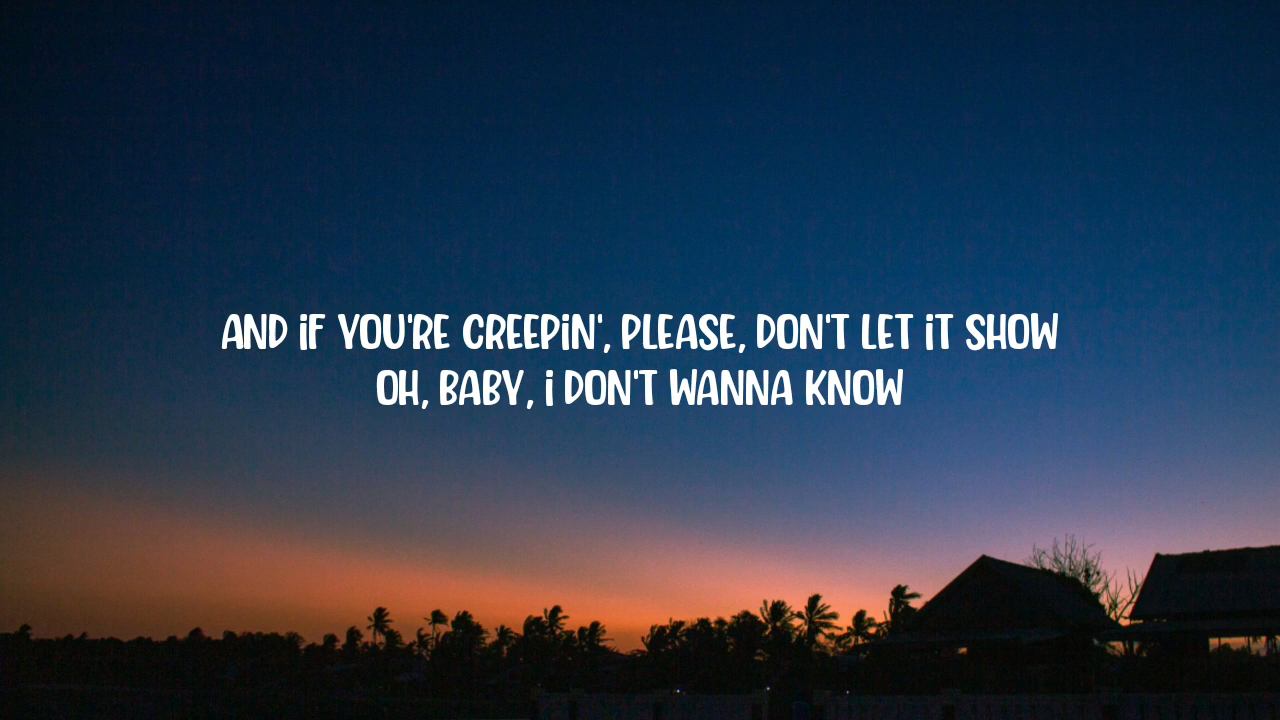 AND iF YOU'RE CREEPiN', PLEASE, DON'T LET iT SHOW
OH, BABY, i DON'T WANNA KNOW